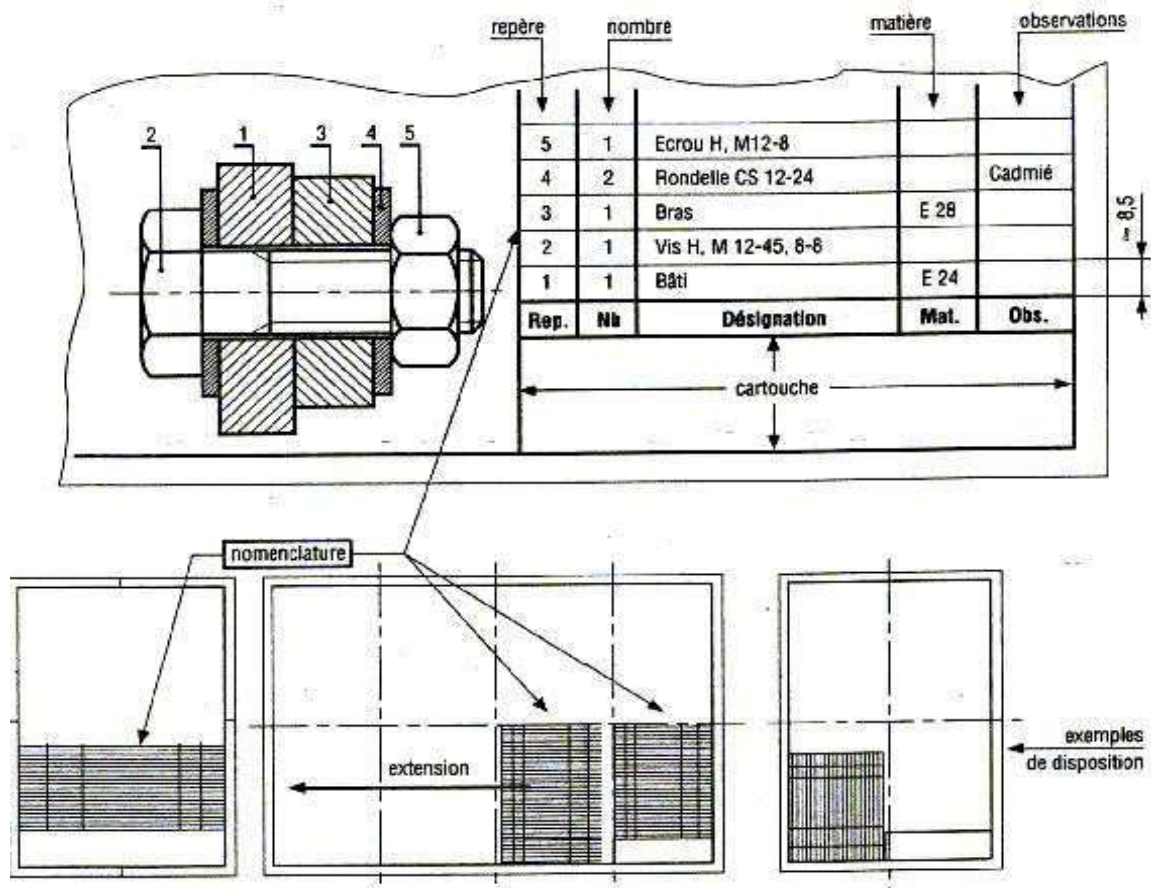 repère nombre matière observations
2 1 3 4 5
5 1 Ecrou H, M12-8
4 2 Rondelle CS 12-24 Cadmié
3 1 Bras E 28
2 1 Vis H, M 12-45, 8-8
1 1 Bâti E 24
Rep. Nb Désignation Mat. Obs.
≈ 8,5
cartouche
nomenclature
extension
exemples
de disposition